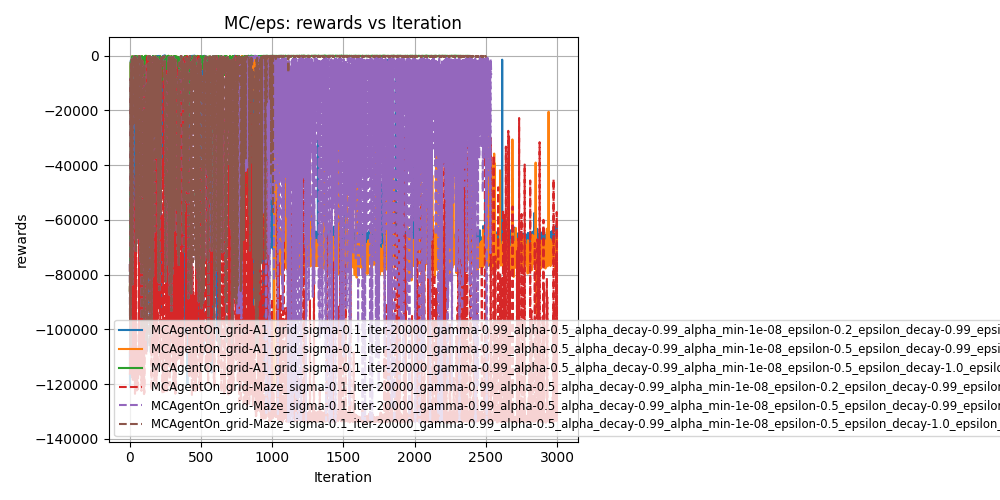 MC/eps: rewards vs Iteration
0
−20000
−40000
−60000
−80000
−100000
−120000
−140000
rewards
MCAgentOn_grid-A1_grid_sigma-0.1_iter-20000_gamma-0.99_alpha-0.5_alpha_decay-0.99_alpha_min-1e-08_epsilon-0.2_epsilon_decay-0.99_epsi
MCAgentOn_grid-A1_grid_sigma-0.1_iter-20000_gamma-0.99_alpha-0.5_alpha_decay-0.99_alpha_min-1e-08_epsilon-0.5_epsilon_decay-0.99_epsi
MCAgentOn_grid-A1_grid_sigma-0.1_iter-20000_gamma-0.99_alpha-0.5_alpha_decay-0.99_alpha_min-1e-08_epsilon-0.5_epsilon_decay-1.0_epsilon
MCAgentOn_grid-Maze_sigma-0.1_iter-20000_gamma-0.99_alpha-0.5_alpha_decay-0.99_alpha_min-1e-08_epsilon-0.2_epsilon_decay-0.99_epsilon
MCAgentOn_grid-Maze_sigma-0.1_iter-20000_gamma-0.99_alpha-0.5_alpha_decay-0.99_alpha_min-1e-08_epsilon-0.5_epsilon_decay-0.99_epsilon
MCAgentOn_grid-Maze_sigma-0.1_iter-20000_gamma-0.99_alpha-0.5_alpha_decay-0.99_alpha_min-1e-08_epsilon-0.5_epsilon_decay-1.0_epsilon_
0 500 1000 1500 2000 2500 3000
Iteration